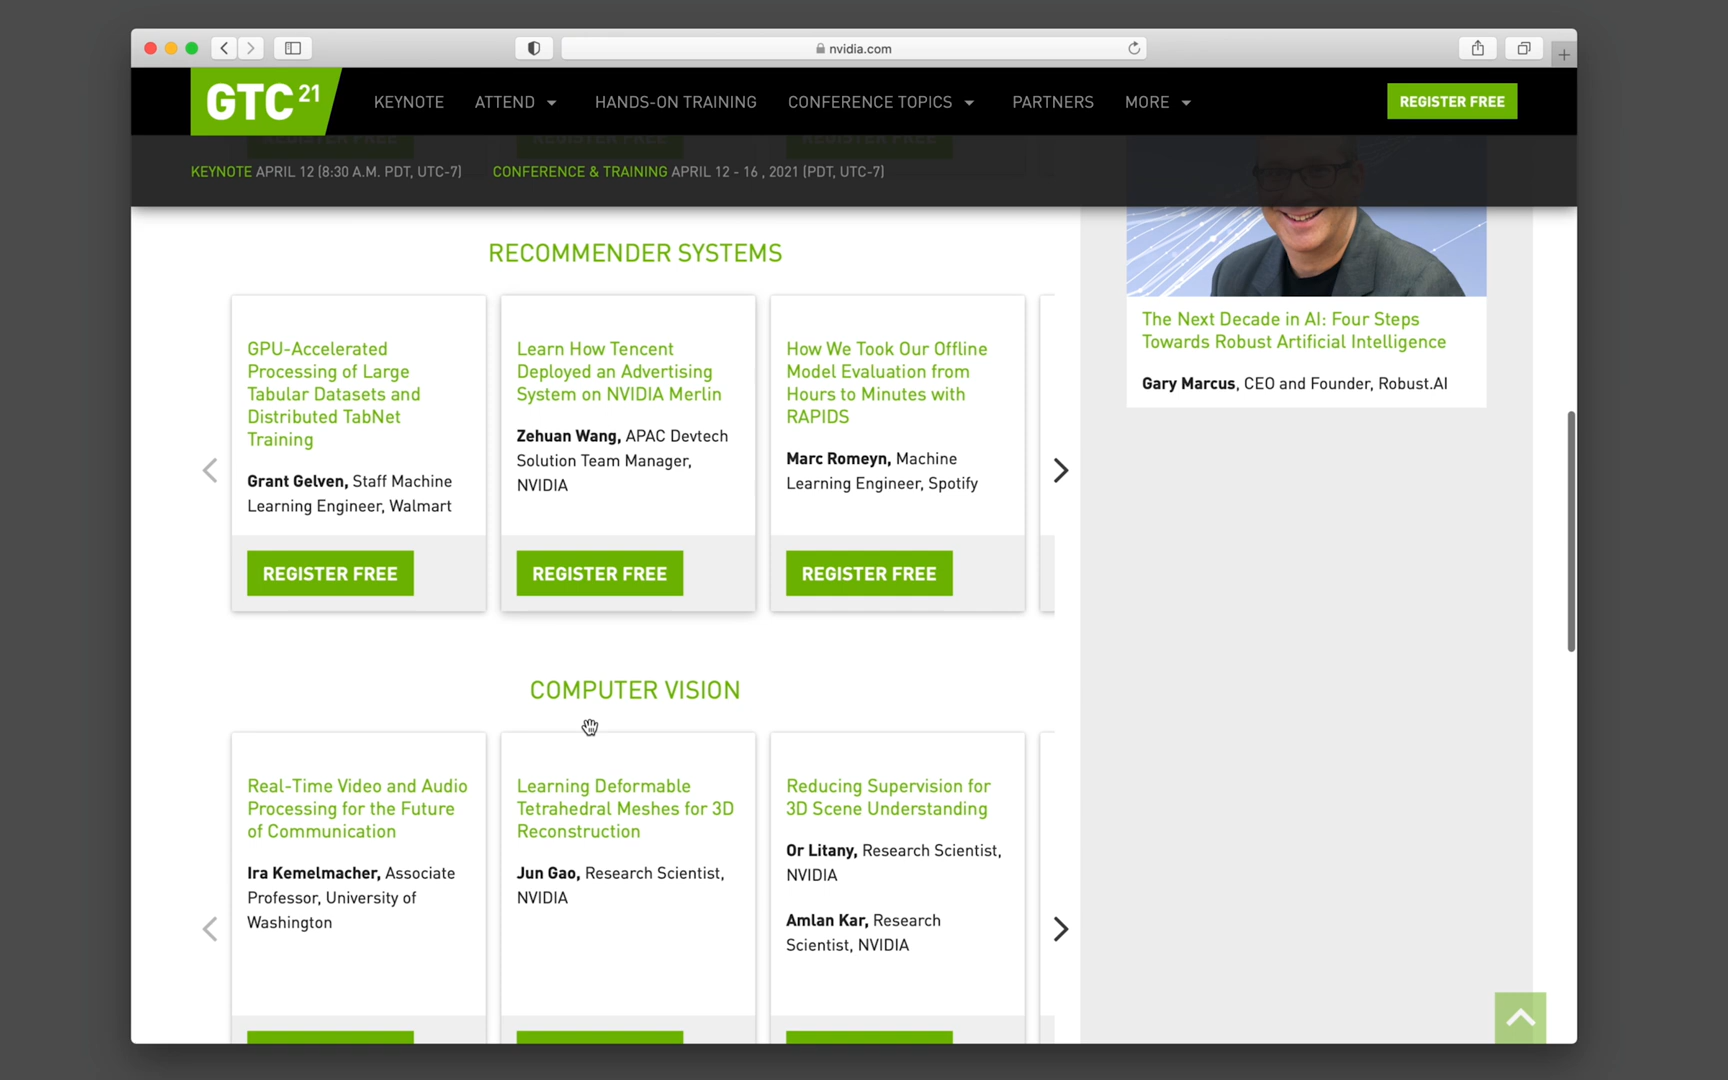 nvidia.com
GTC 21
KEYNOTE
ATTEND
HANDS-ON TRAINING
CONFERENCE TOPICS
PARTNERS
MORE
REGISTER FREE
REGISTER FREE
REGISTER FREE
REGISTER FREE
KEYNOTE APRIL 12 (8:30 A.M. PDT, UTC-7)
CONFERENCE & TRAINING APRIL 12 - 16 , 2021 (PDT, UTC-7)
RECOMMENDER SYSTEMS
GPU-Accelerated
Processing of Large
Tabular Datasets and
Distributed TabNet
Training
Grant Gelven, Staff Machine
Learning Engineer, Walmart
REGISTER FREE
Learn How Tencent
Deployed an Advertising
System on NVIDIA Merlin
Zehuan Wang, APAC Devtech
Solution Team Manager,
NVIDIA
REGISTER FREE
How We Took Our Offline
Model Evaluation from
Hours to Minutes with
RAPIDS
Marc Romeyn, Machine
Learning Engineer, Spotify
REGISTER FREE
The Next Decade in AI: Four Steps
Towards Robust Artificial Intelligence
Gary Marcus, CEO and Founder, Robust.AI
COMPUTER VISION
Real-Time Video and Audio
Processing for the Future
of Communication
Ira Kemelmacher, Associate
Professor, University of
Washington
Learning Deformable
Tetrahedral Meshes for 3D
Reconstruction
Jun Gao, Research Scientist,
NVIDIA
Reducing Supervision for
3D Scene Understanding
Or Litany, Research Scientist,
NVIDIA
Amlan Kar, Research
Scientist, NVIDIA